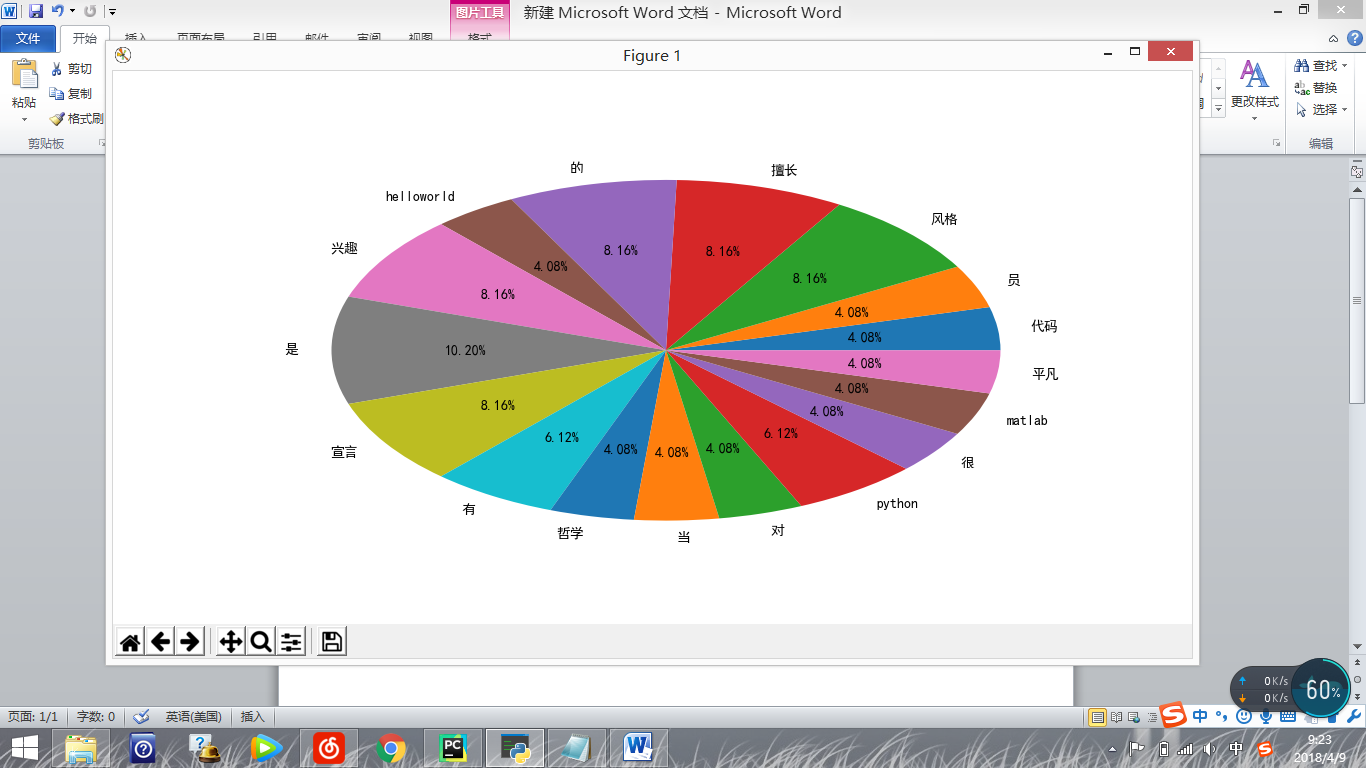 新建 Microsoft Word 文档 - Microsoft Word
图片工具
文件
开始
插入
页面布局
引用
邮件
审阅
视图
格式
剪切
复制
格式刷
粘贴
剪贴板
更改样式
查找
替换
选择
编辑
Figure 1
的
擅长
helloworld
风格
兴趣
员
代码
是
平凡
matlab
宣言
很
python
有
哲学
当
对
8.16%
8.16%
4.08%
8.16%
8.16%
4.08%
4.08%
10.20%
4.08%
4.08%
8.16%
4.08%
6.12%
6.12%
4.08%
4.08%
4.08%
0K/s
0K/s
60%
页面: 1/1
字数: 0
英语(美国)
插入
中
PC
W
中
9:23
2018/4/9